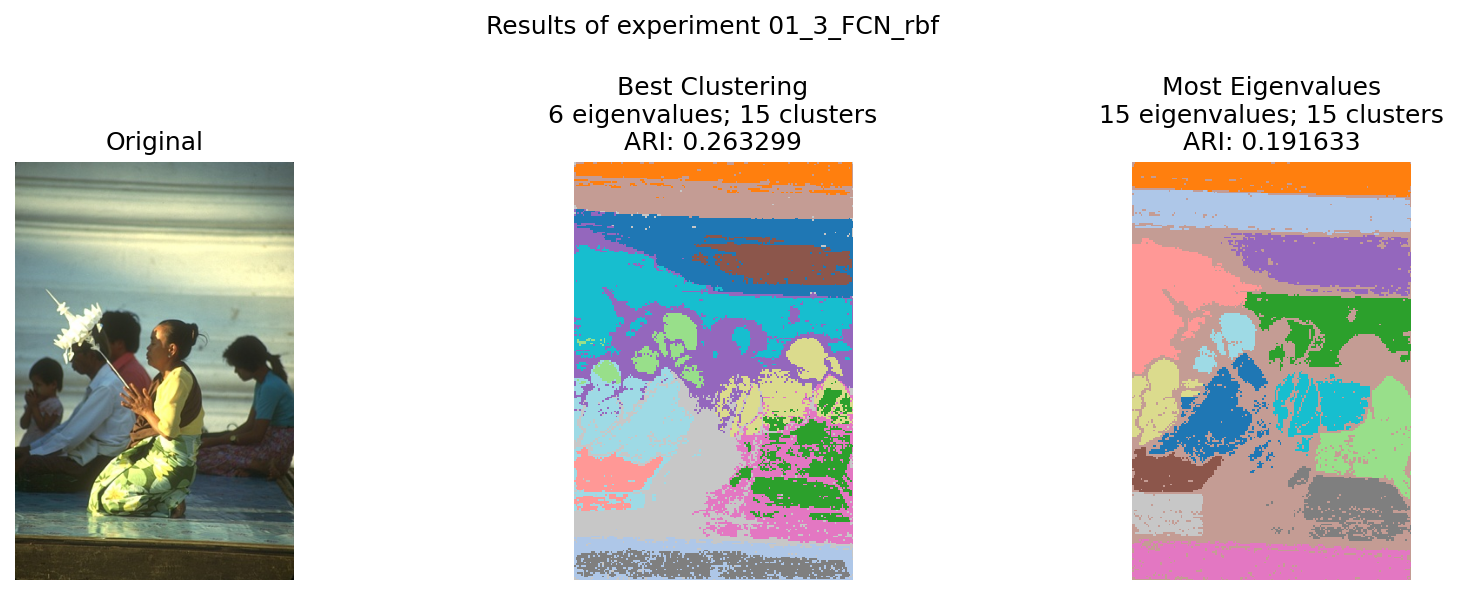 Results of experiment 01_3_FCN_rbf
Original
Best Clustering
6 eigenvalues; 15 clusters
ARI: 0.263299
Most Eigenvalues
15 eigenvalues; 15 clusters
ARI: 0.191633